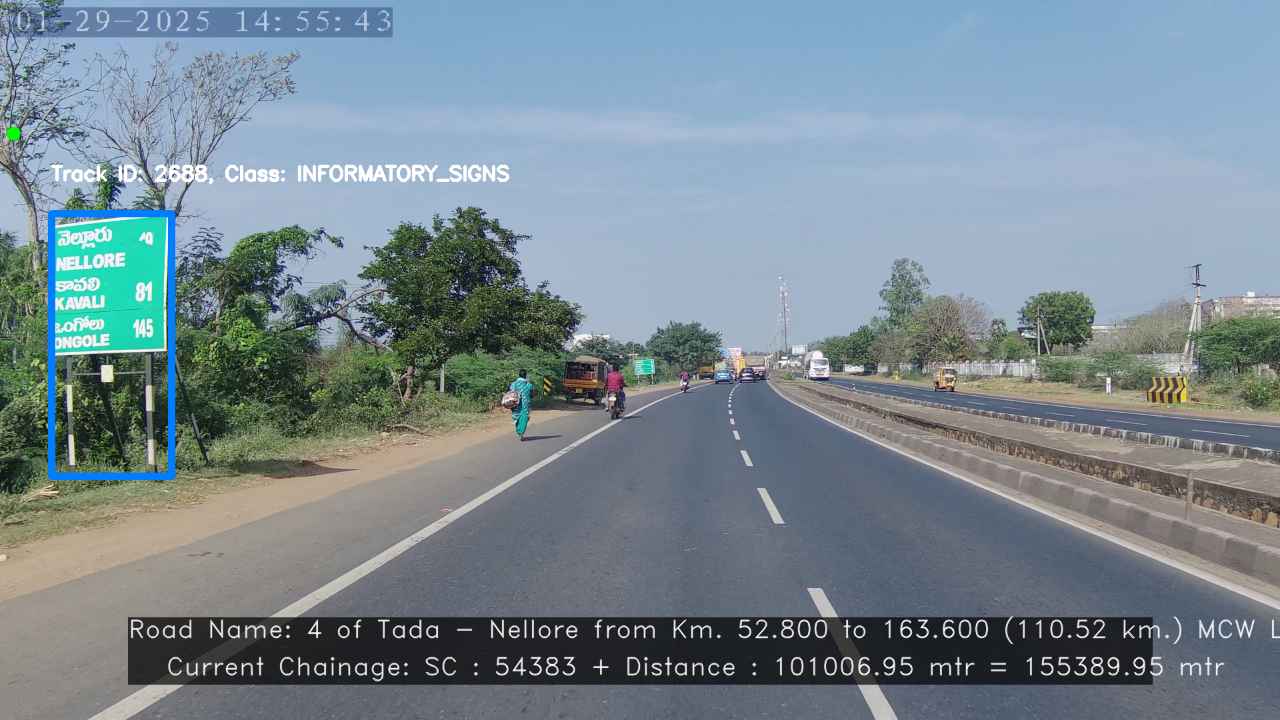 01-29-2025 14:55:43
Track ID: 2688, Class: INFORMATORY_SIGNS
నెల్లూరు
NELLORE
కావలి
KAVALI 81
ఒంగోలు
ONGOLE 145
Road Name: 4 of Tada - Nellore from Km. 52.800 to 163.600 (110.52 km.) MCW L
Current Chainage: SC : 54383 + Distance : 101006.95 mtr = 155389.95 mtr